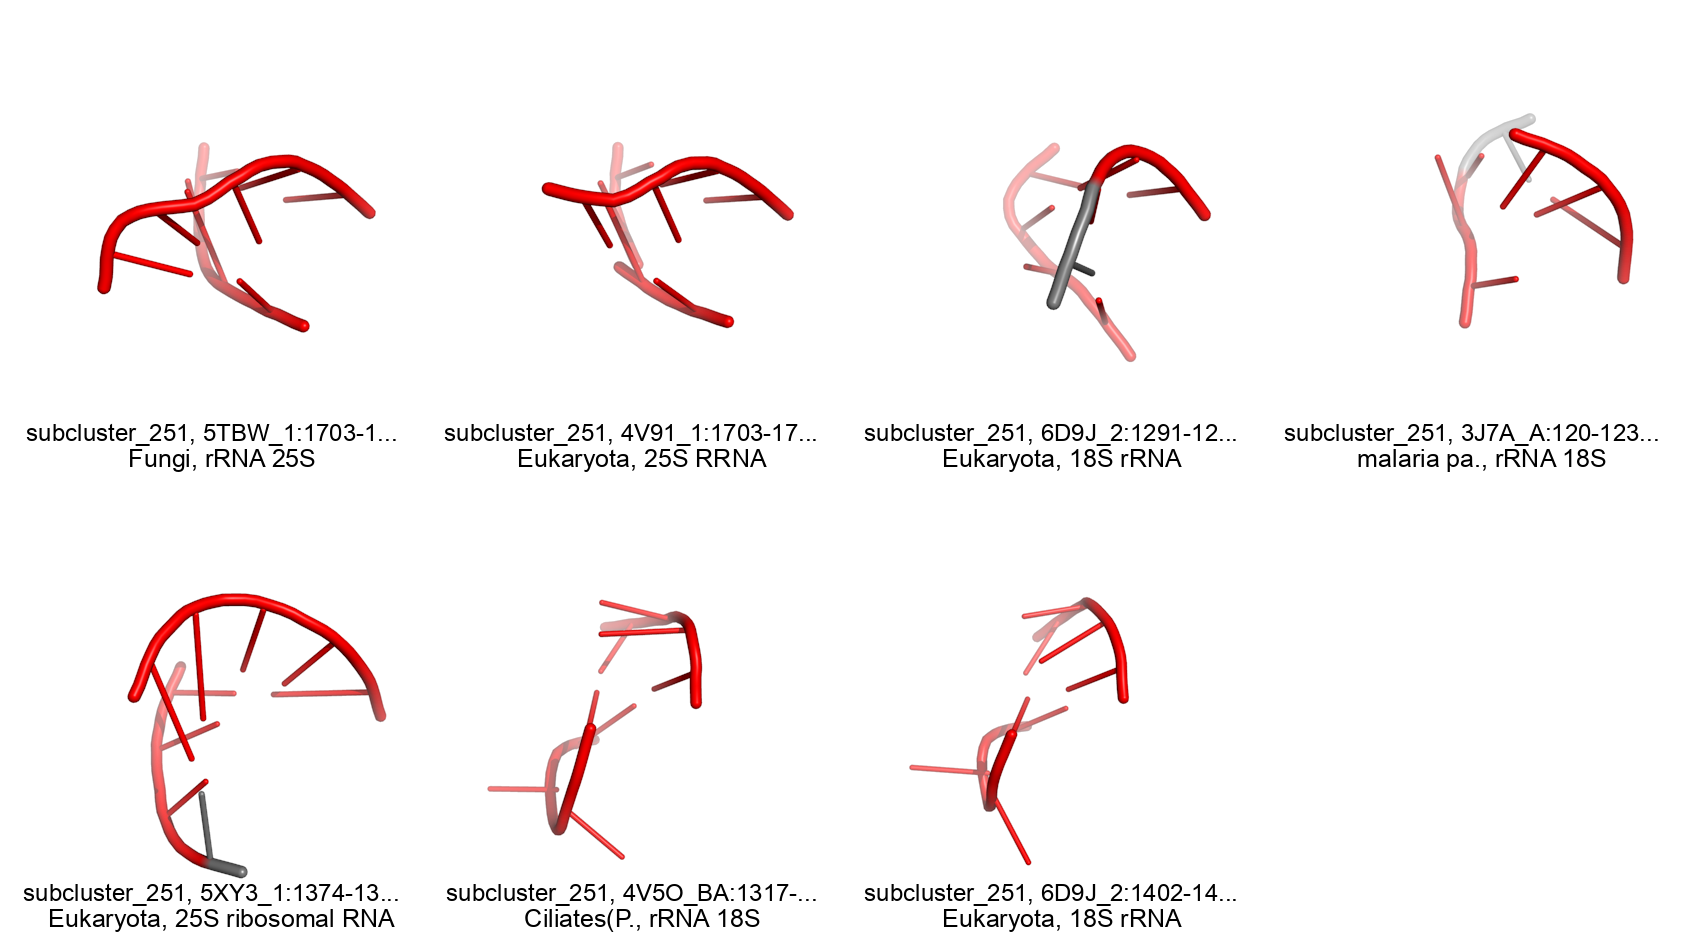 subcluster_251, 5TBW_1:1703-1...
Fungi, rRNA 25S
subcluster_251, 4V91_1:1703-17...
Eukaryota, 25S RRNA
subcluster_251, 6D9J_2:1291-12...
Eukaryota, 18S rRNA
subcluster_251, 3J7A_A:120-123...
malaria pa., rRNA 18S
subcluster_251, 5XY3_1:1374-13...
Eukaryota, 25S ribosomal RNA
subcluster_251, 4V5O_BA:1317-...
Ciliates(P., rRNA 18S
subcluster_251, 6D9J_2:1402-14...
Eukaryota, 18S rRNA